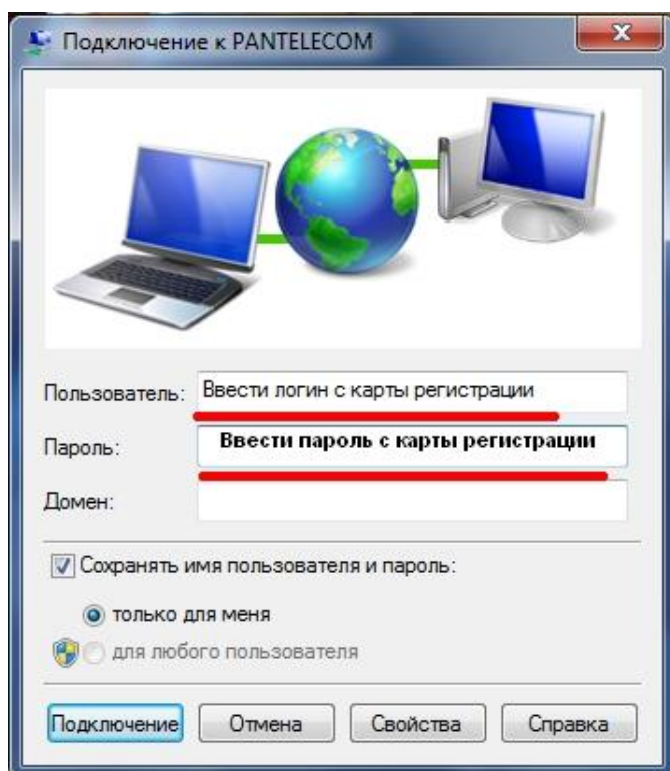 Подключение к PANTELECOM
Пользователь: Ввести логин с карты регистрации
Пароль: Ввести пароль с карты регистрации
Домен:
Сохранять имя пользователя и пароль:
только для меня
для любого пользователя
Подключение Отмена Свойства Справка